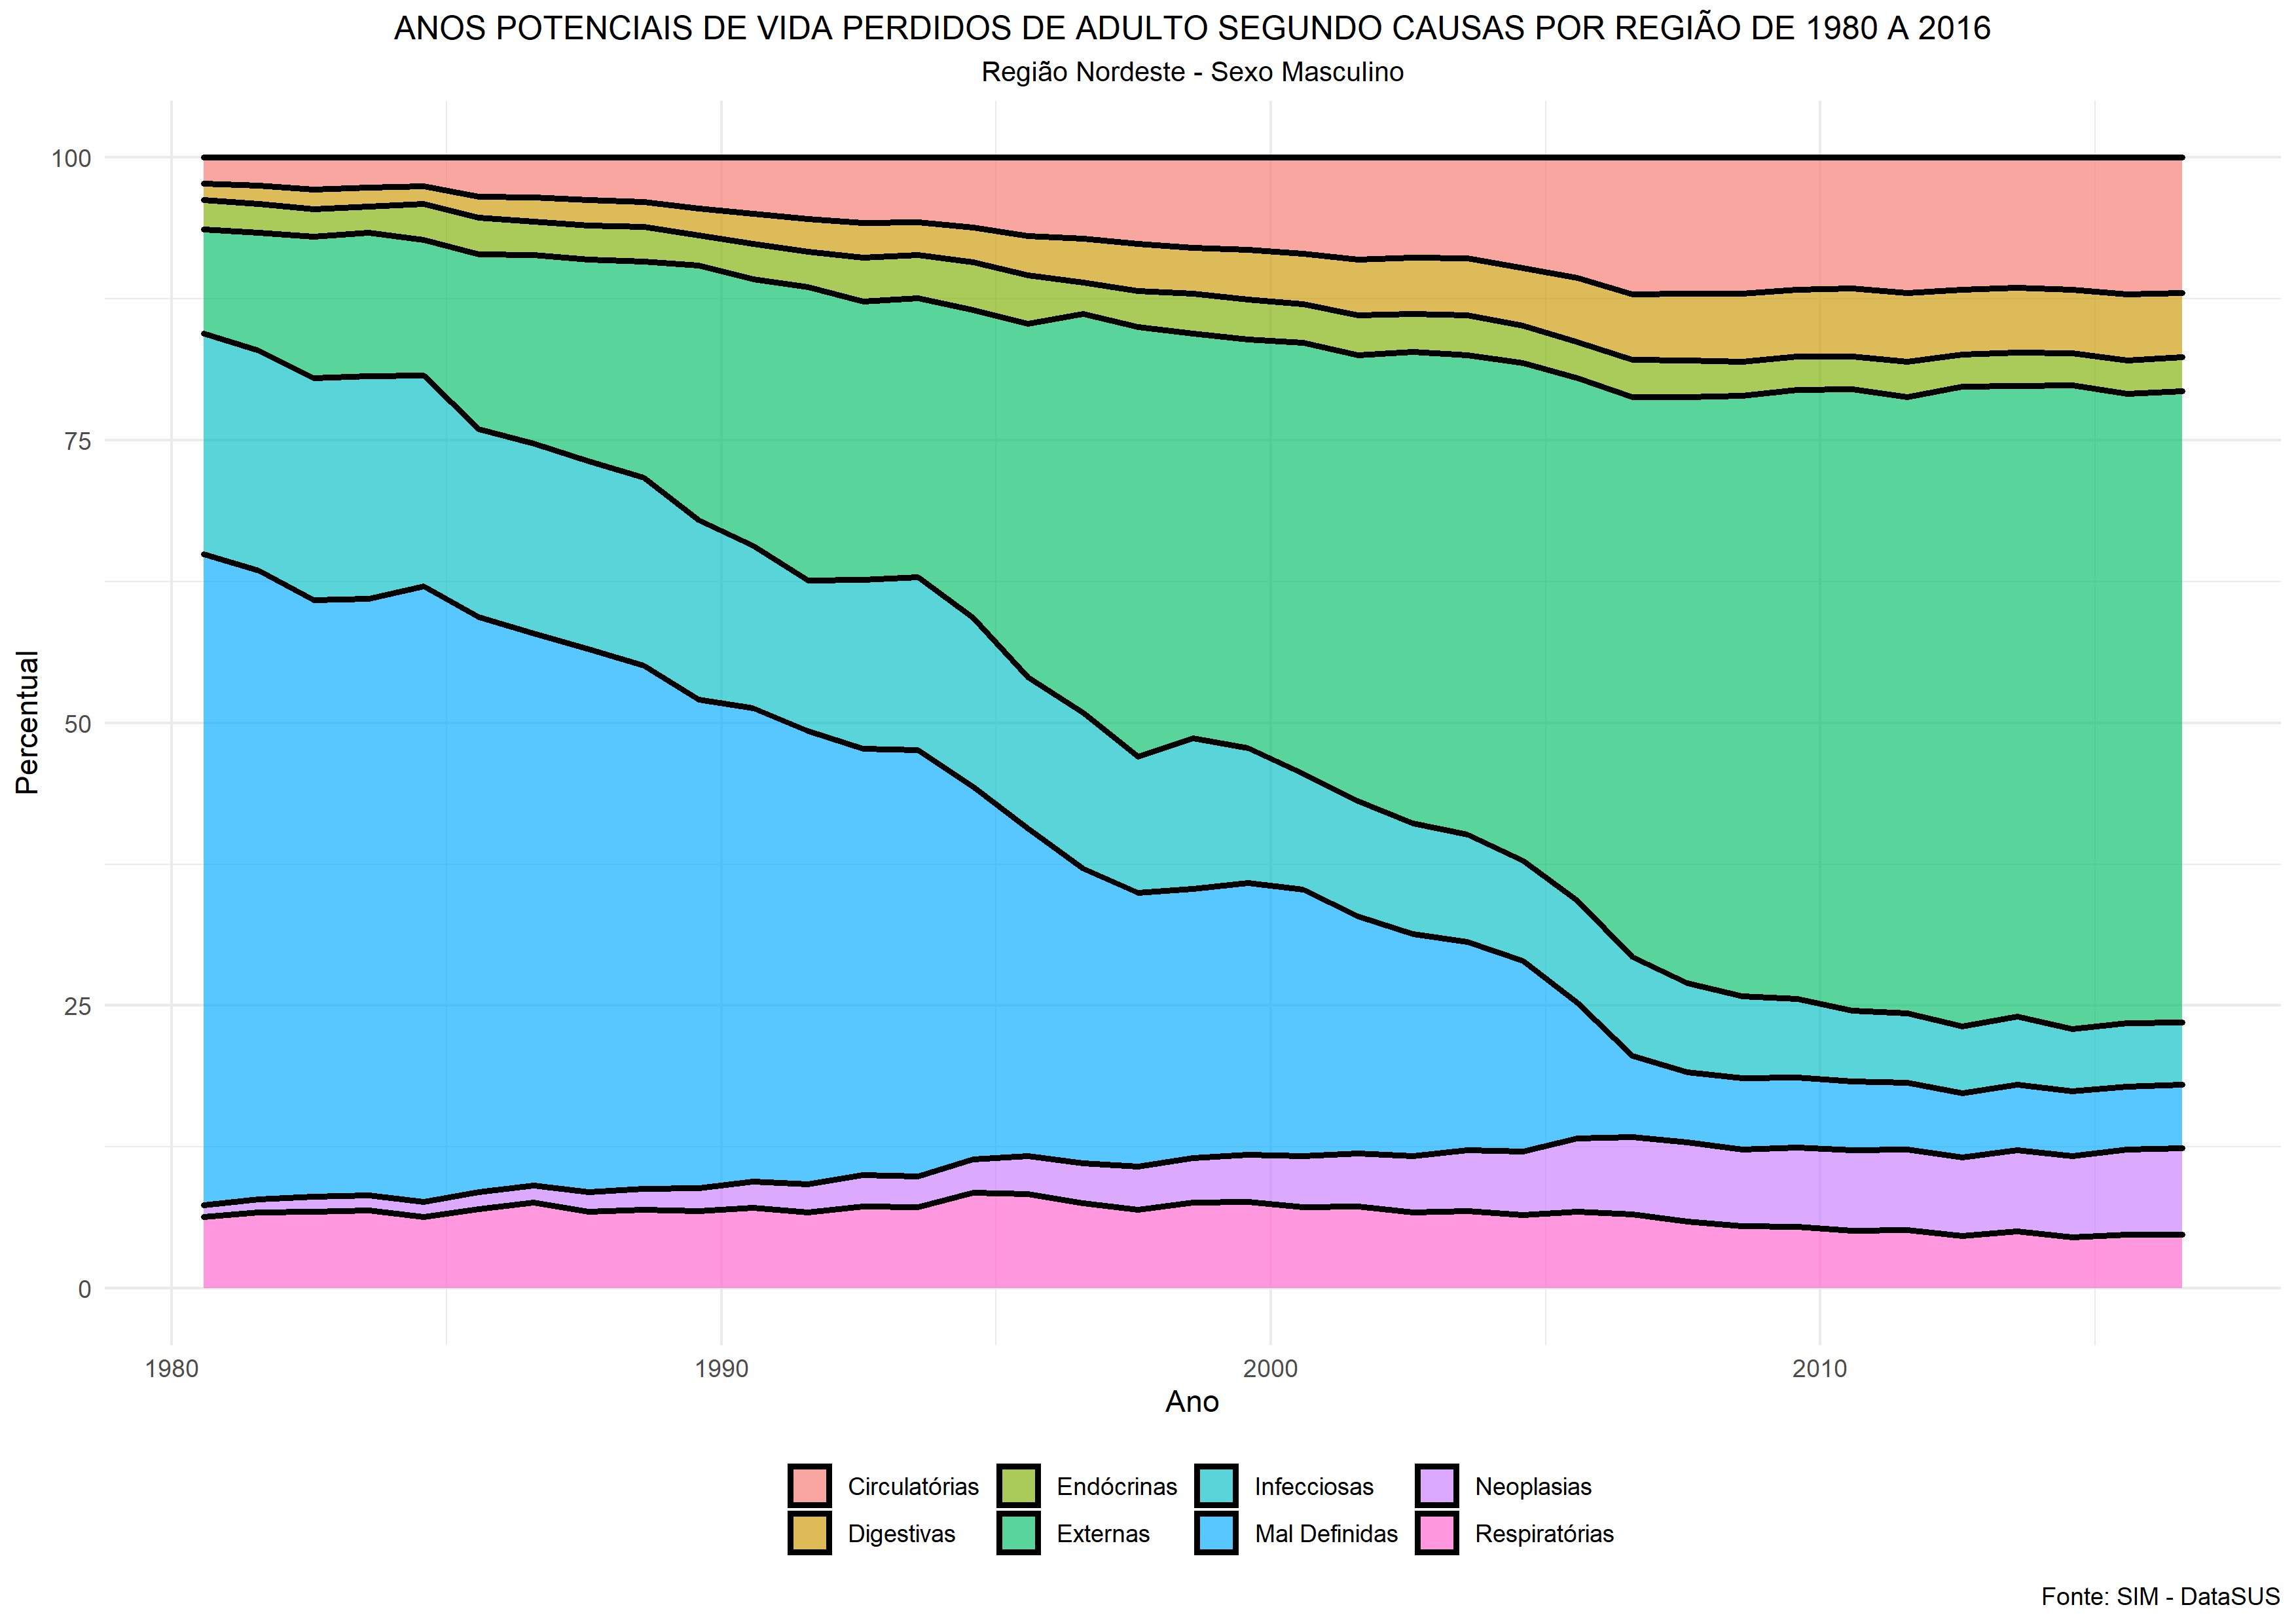 ANOS POTENCIAIS DE VIDA PERDIDOS DE ADULTO SEGUNDO CAUSAS POR REGIÃO DE 1980 A 2016
Região Nordeste - Sexo Masculino
Percentual
100
75
50
25
0
1980 1990 2000 2010
Ano
Circulatórias Endócrinas Infecciosas Neoplasias
Digestivas Externas Mal Definidas Respiratórias
Fonte: SIM - DataSUS